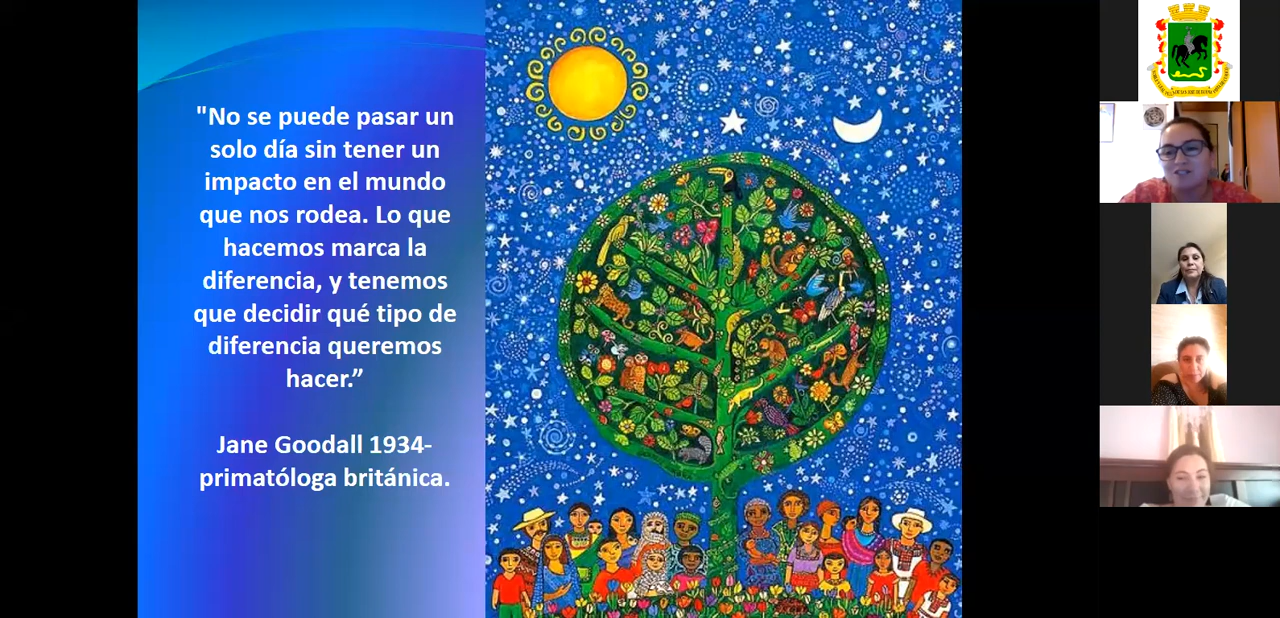 "No se puede pasar un
solo día sin tener un
impacto en el mundo
que nos rodea. Lo que
hacemos marca la
diferencia, y tenemos
que decidir qué tipo de
diferencia queremos
hacer.”
Jane Goodall 1934-
primatóloga británica.